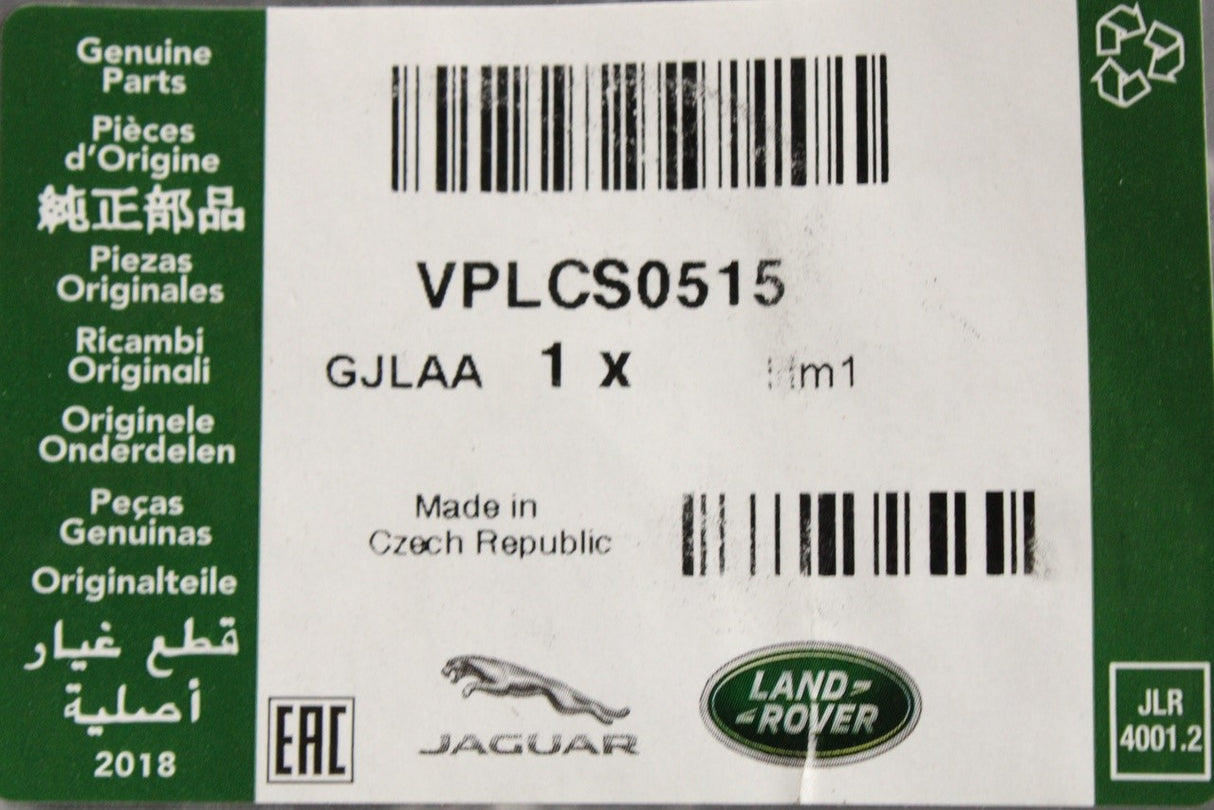 Genuine
Parts
Pièces
d'Origine
純正部品
Piezas
Originales
Ricambi
Originali
Originele
Onderdelen
Peças
Genuinas
Originalteile
قطع غيار
أصلية
2018
VPLCS0515
GJLAA 1 x
Made in
Czech Republic
EAC
JAGUAR
LAND-
-ROVER
JLR
4001.2